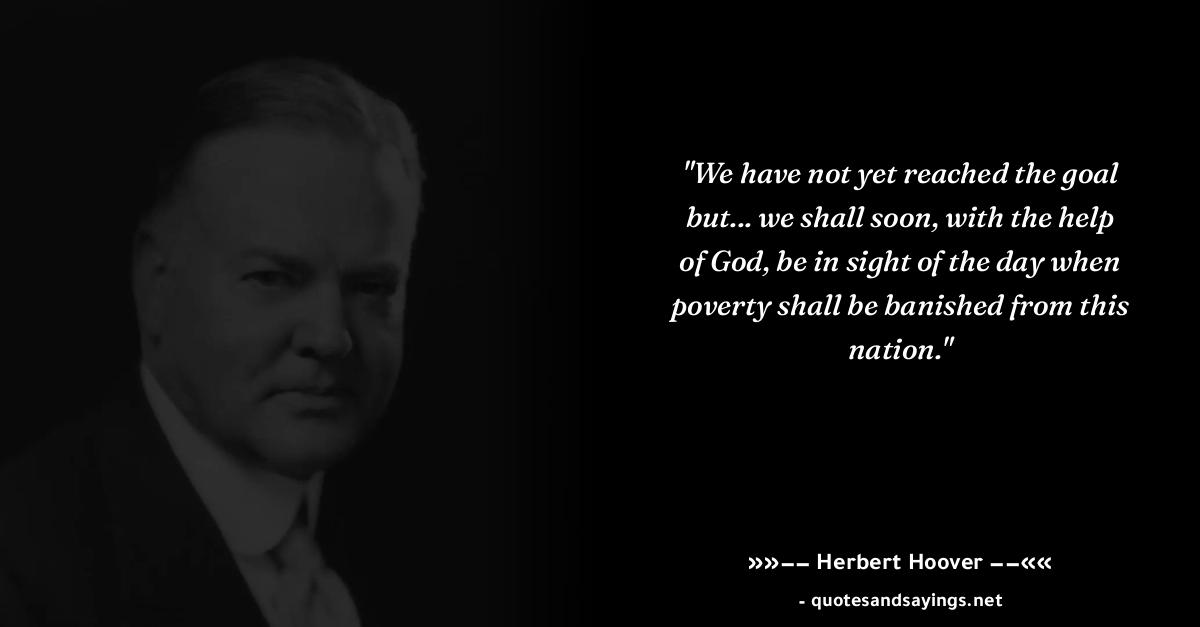 "We have not yet reached the goal
but... we shall soon, with the help
of God, be in sight of the day when
poverty shall be banished from this
nation."
»»−− Herbert Hoover −−««
- quotesandsayings.net